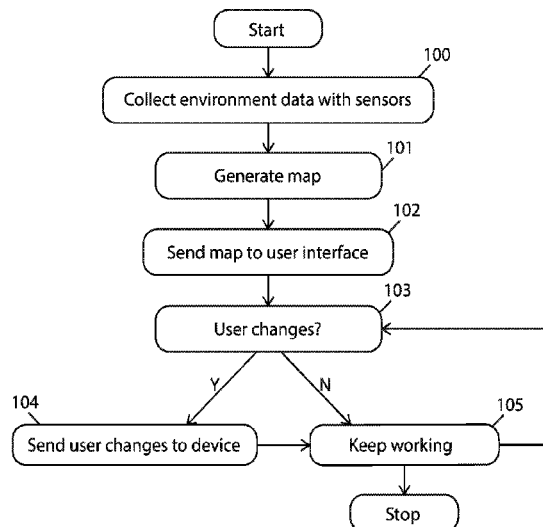 Start
100
Collect environment data with sensors
101
Generate map
102
Send map to user interface
103
User changes?
Y
N
104
Send user changes to device
105
Keep working
Stop